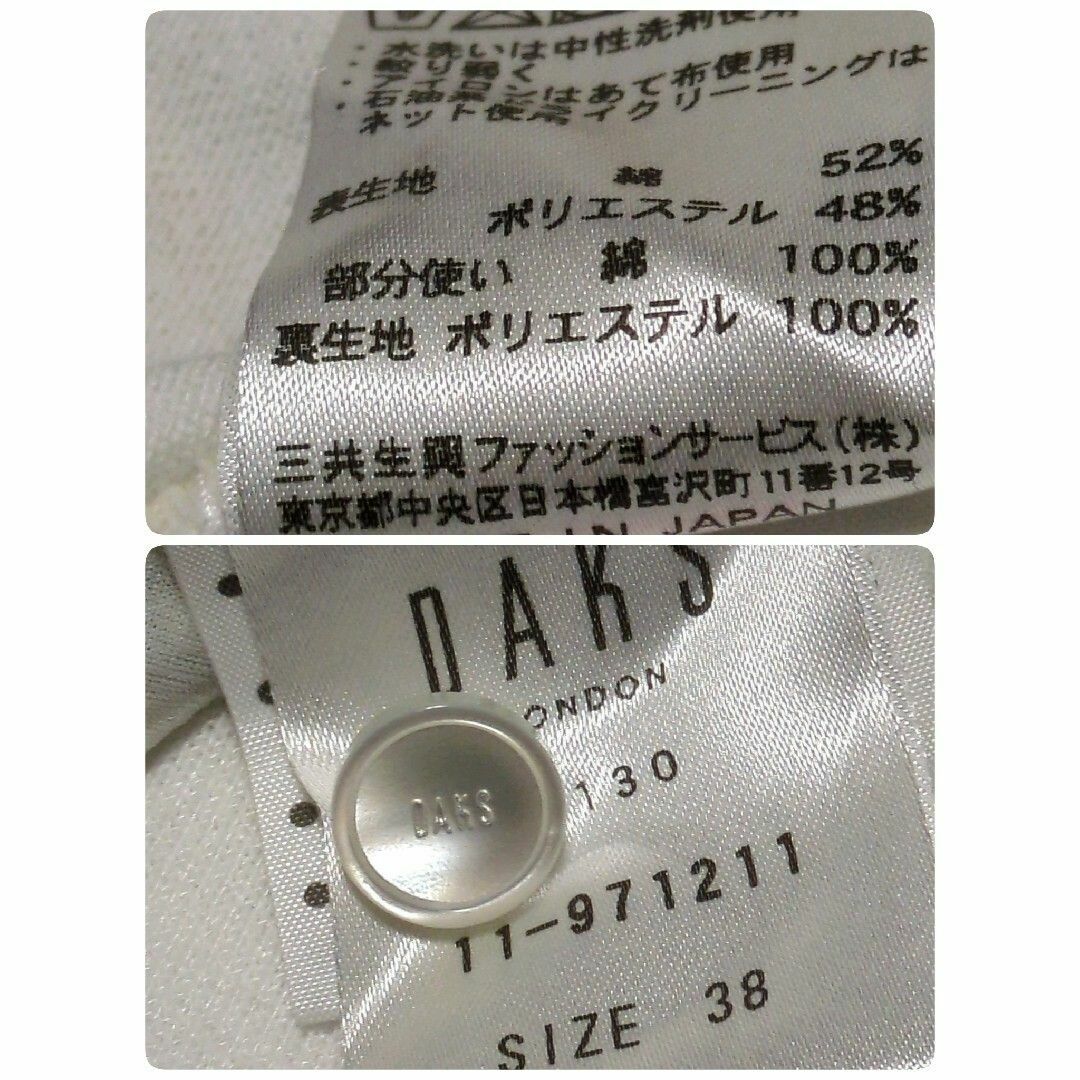 ・水洗いは中性洗剤使用
絞り弱く
・アイロンはあて布使用
・石油系ドライクリーニングは
ネット使用
表生地 綿 52%
ポリエステル 48%
部分使い 綿 100%
裏生地 ポリエステル 100%
三共生興ファッションサービス(株)
東京都中央区日本橋富沢町11番12号
IN JAPAN
DAKS
ONDON
DAKS
130
11-971211
SIZE 38